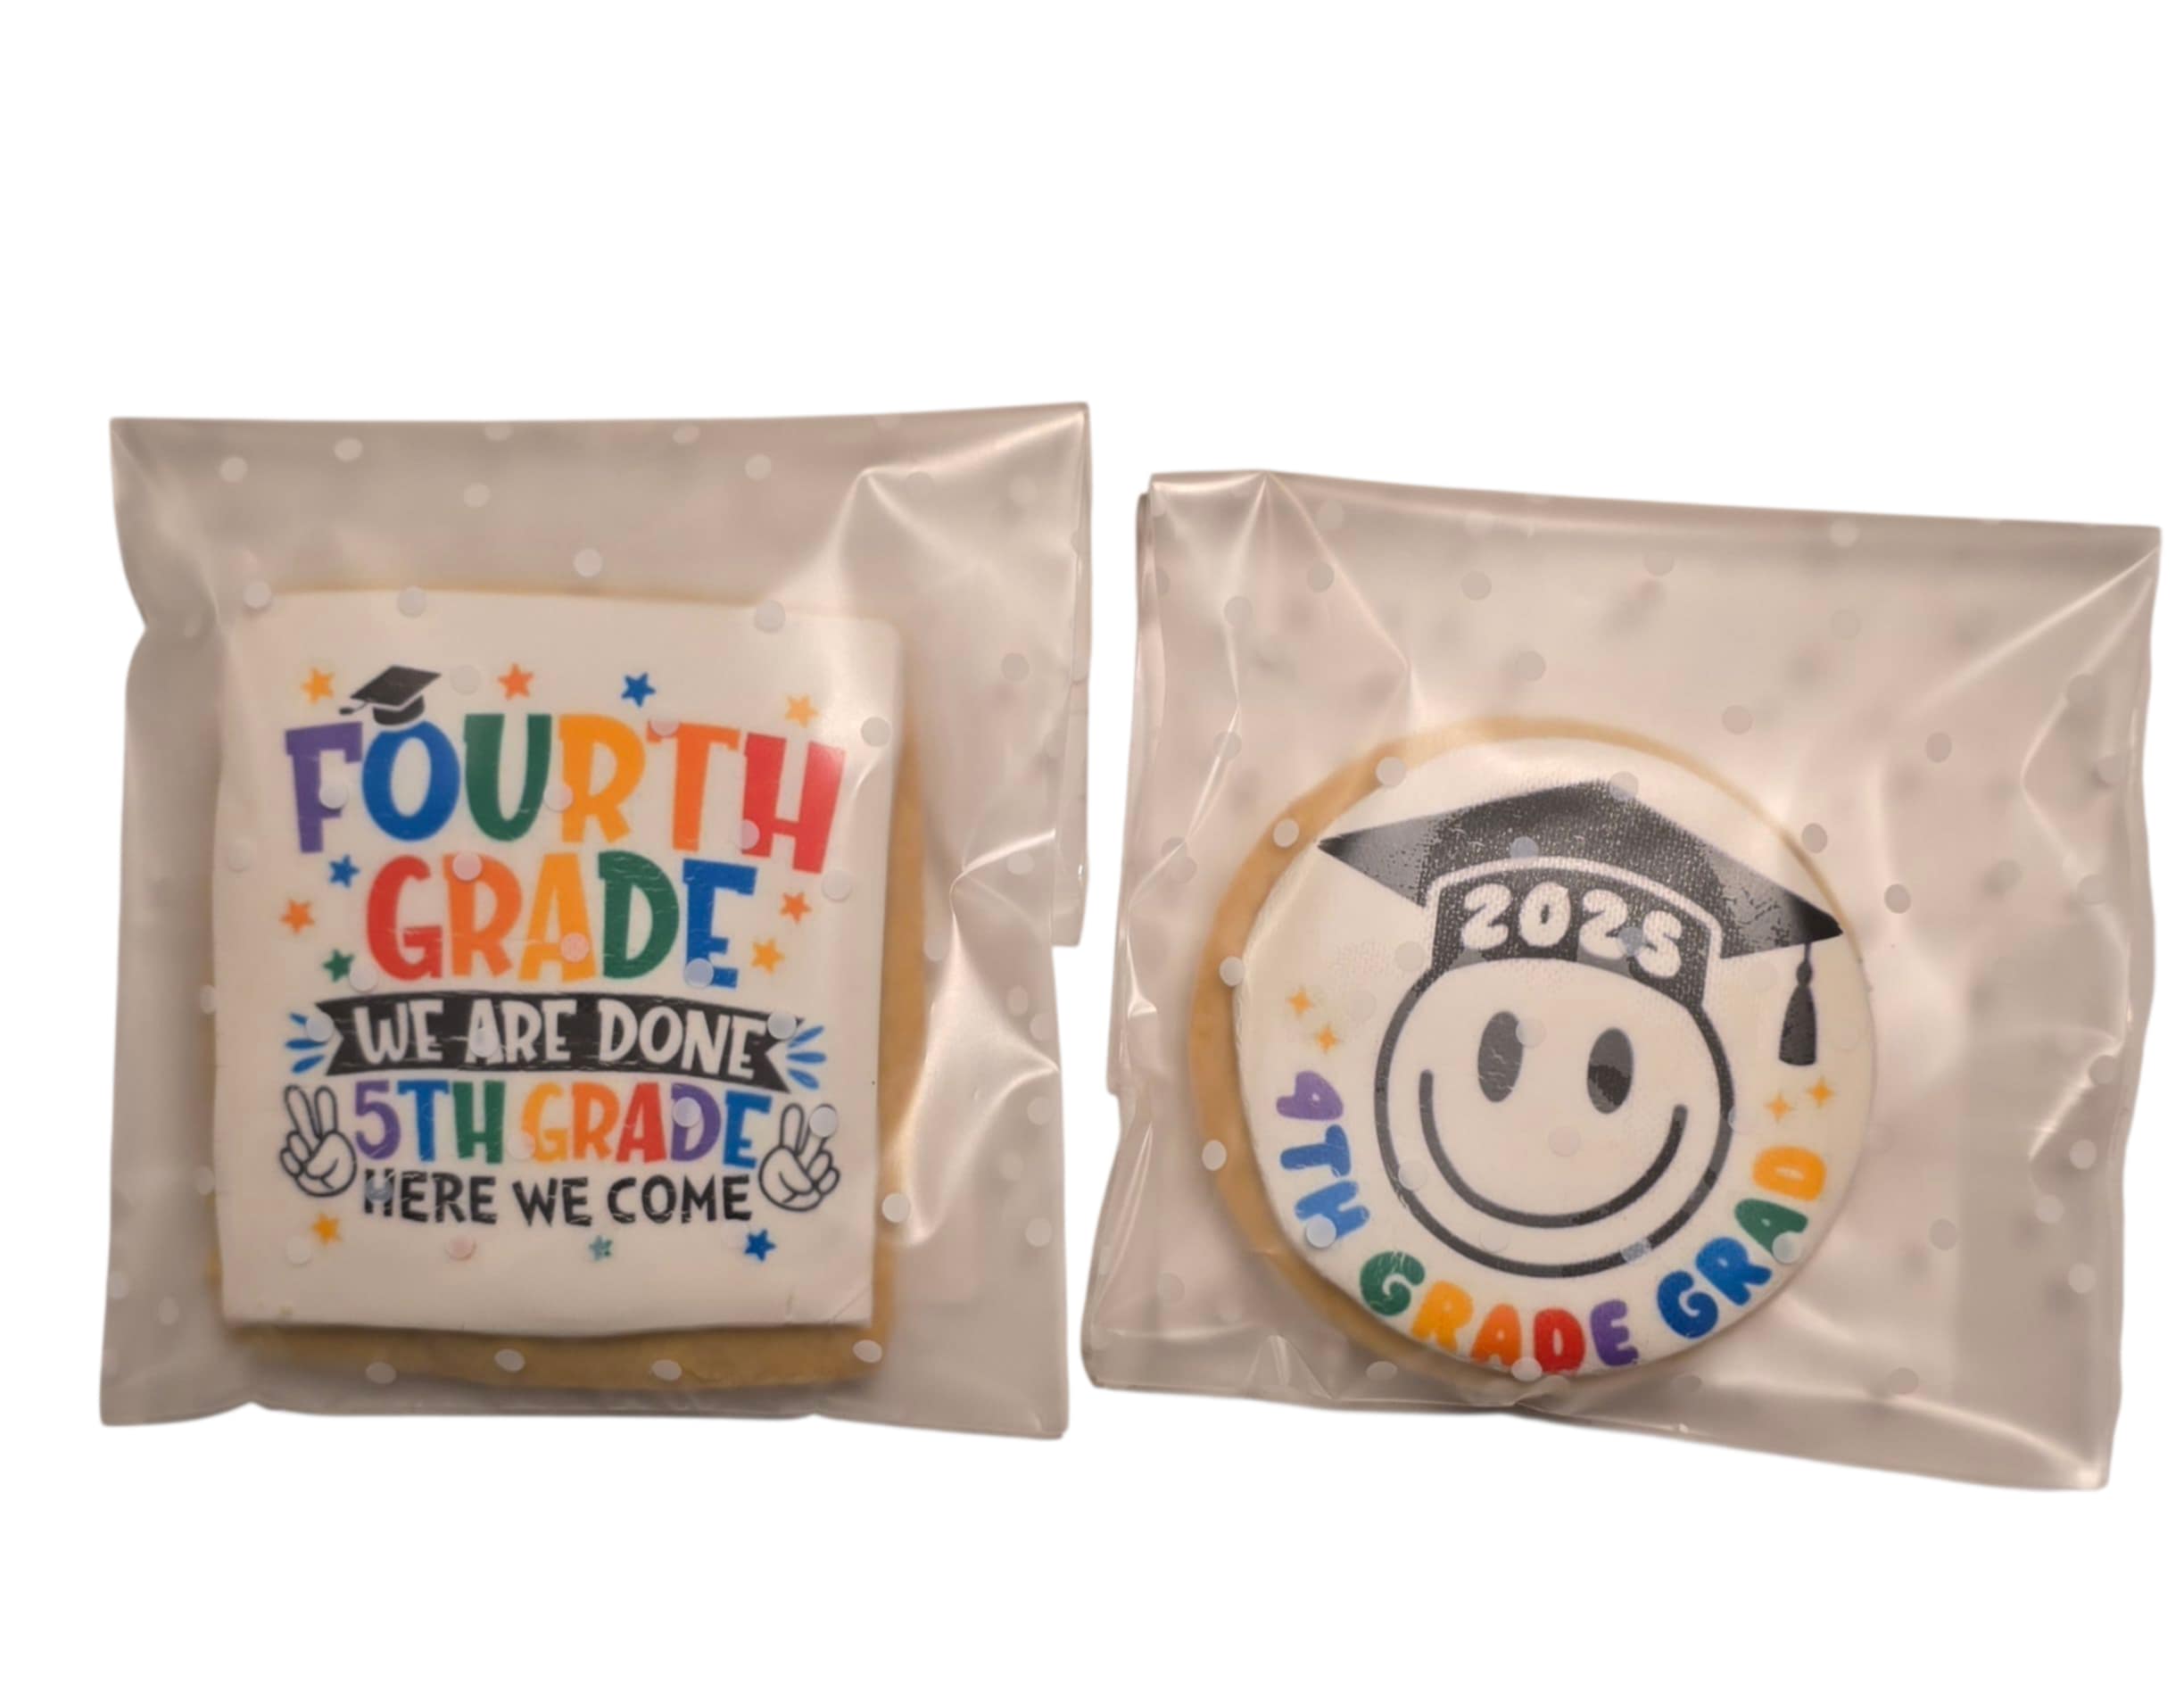 FOURTH
GRADE
WE ARE DONE
5TH GRADE
HERE WE COME
2025
4TH GRADE GRAD